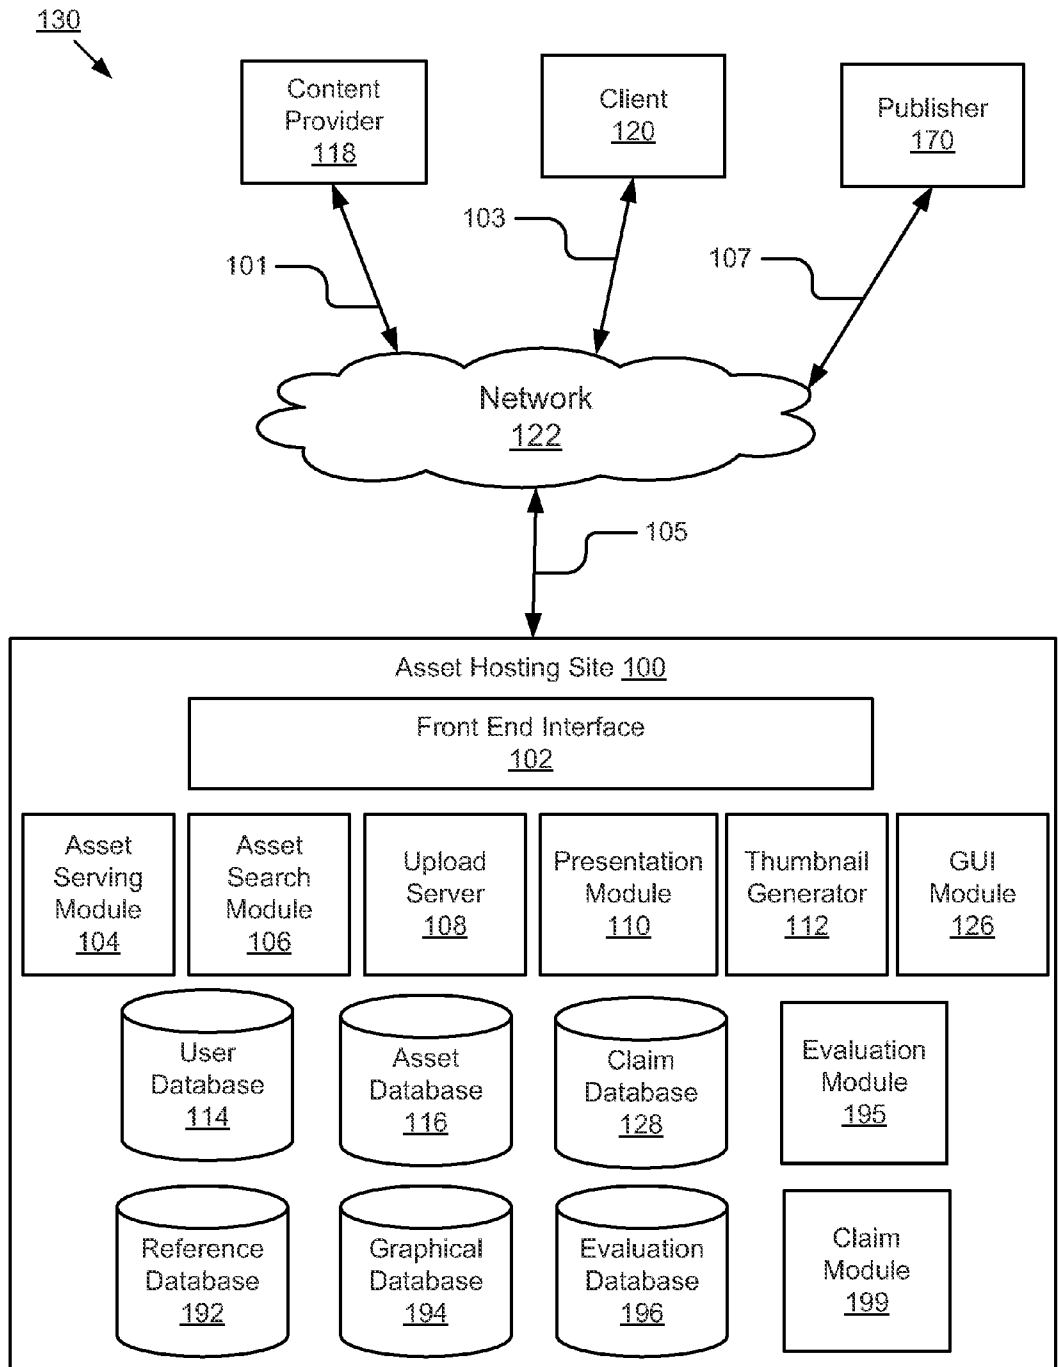 130
Content
Provider
118
Client
120
Publisher
170
101
103
107
Network
122
105
Asset Hosting Site 100
Front End Interface
102
Asset
Serving
Module
104
Asset
Search
Module
106
Upload
Server
108
Presentation
Module
110
Thumbnail
Generator
112
GUI
Module
126
User
Database
114
Asset
Database
116
Claim
Database
128
Evaluation
Module
195
Reference
Database
192
Graphical
Database
194
Evaluation
Database
196
Claim
Module
199